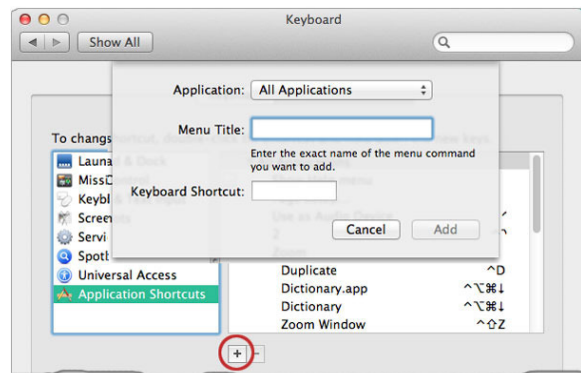 Keyboard
Show All
Application: All Applications
Menu Title:
Enter the exact name of the menu command
you want to add.
Keyboard Shortcut:
Cancel Add
To change
Launc
MissC
Keyb
Screen
Servi
Spotl
Universal Access
Application Shortcuts
Duplicate ^D
Dictionary.app ^⌥⌘↓
Dictionary ^⌥⌘↓
Zoom Window ^⇧Z
+ −